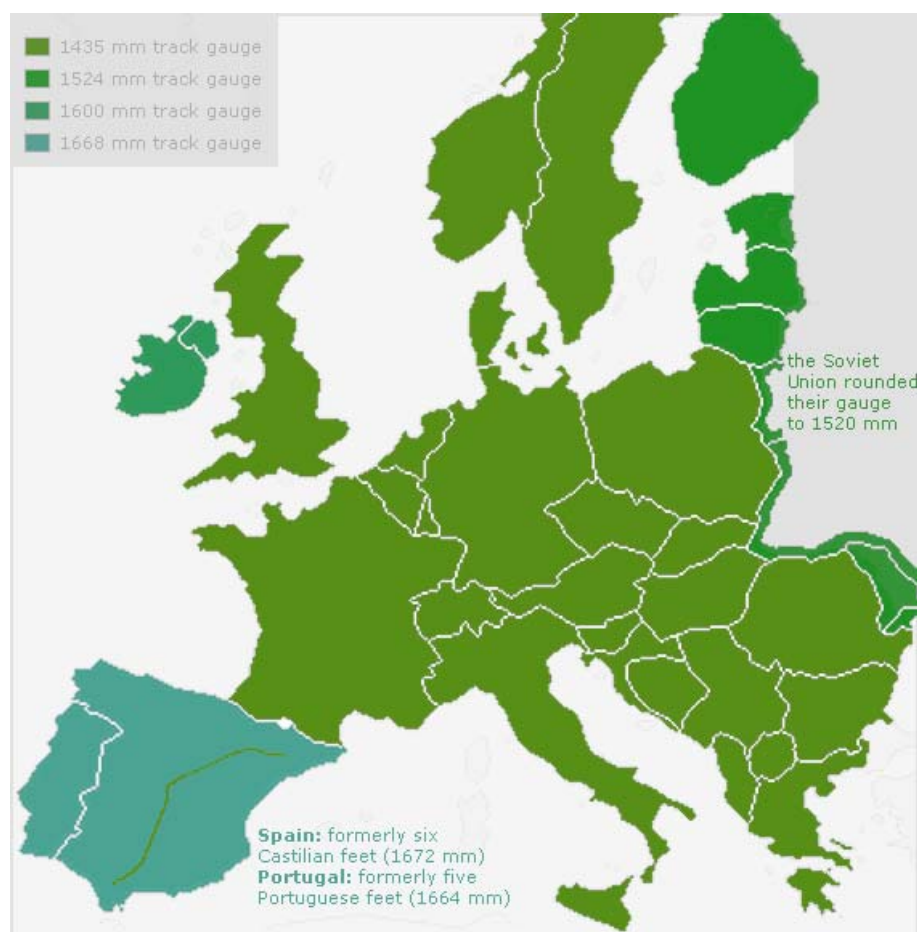 1435 mm track gauge
1524 mm track gauge
1600 mm track gauge
1668 mm track gauge
the Soviet
Union rounded
their gauge
to 1520 mm
Spain: formerly six
Castilian feet (1672 mm)
Portugal: formerly five
Portuguese feet (1664 mm)